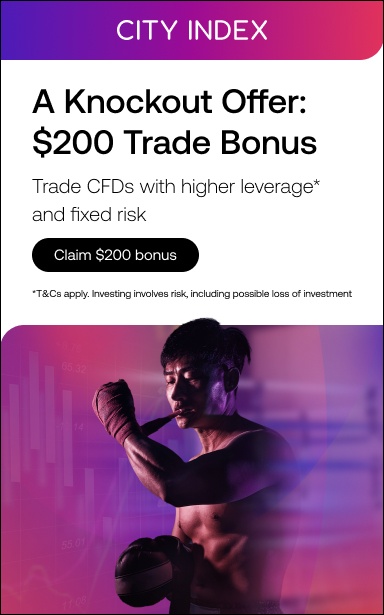 CITY INDEX
A Knockout Offer:
$200 Trade Bonus
Trade CFDs with higher leverage*
and fixed risk
Claim $200 bonus
*T&Cs apply. Investing involves risk, including possible loss of investment